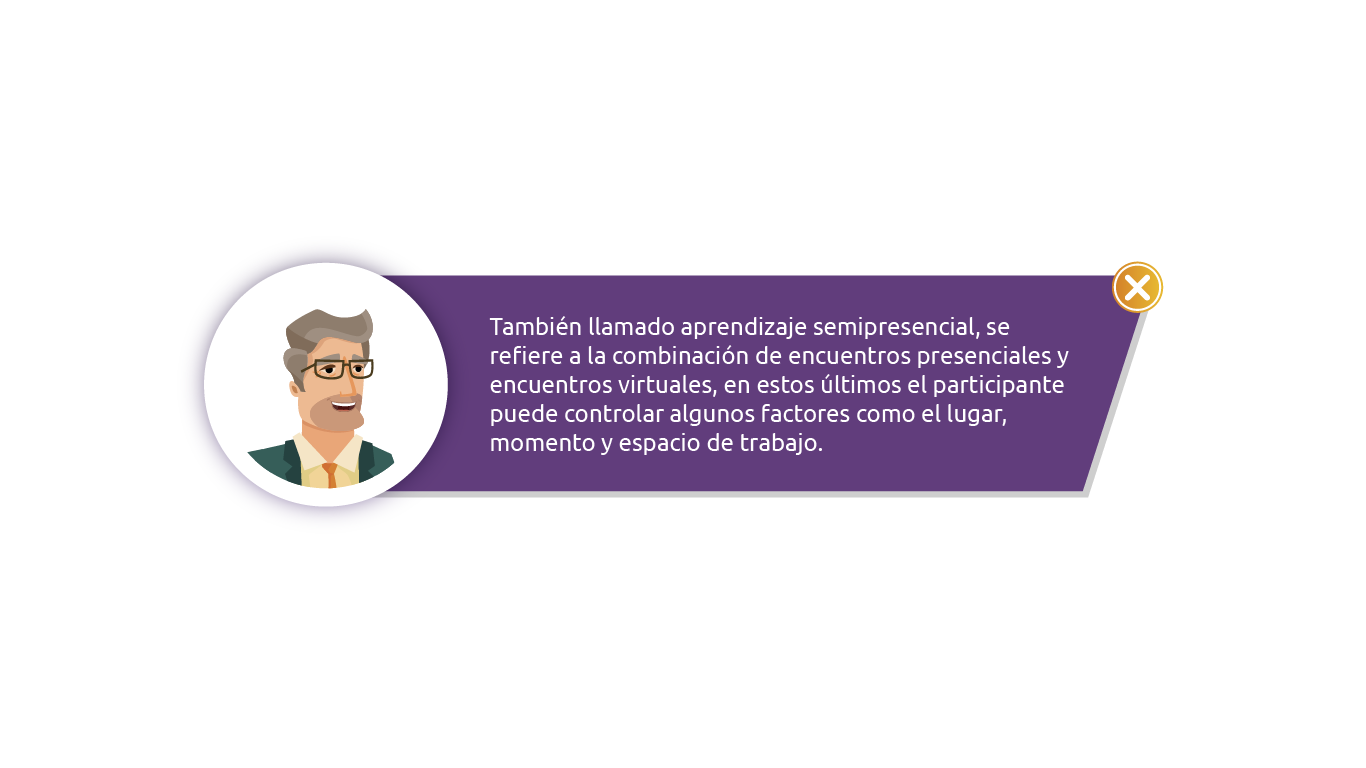 También llamado aprendizaje semipresencial, se
refiere a la combinación de encuentros presenciales y
encuentros virtuales, en estos últimos el participante
puede controlar algunos factores como el lugar,
momento y espacio de trabajo.